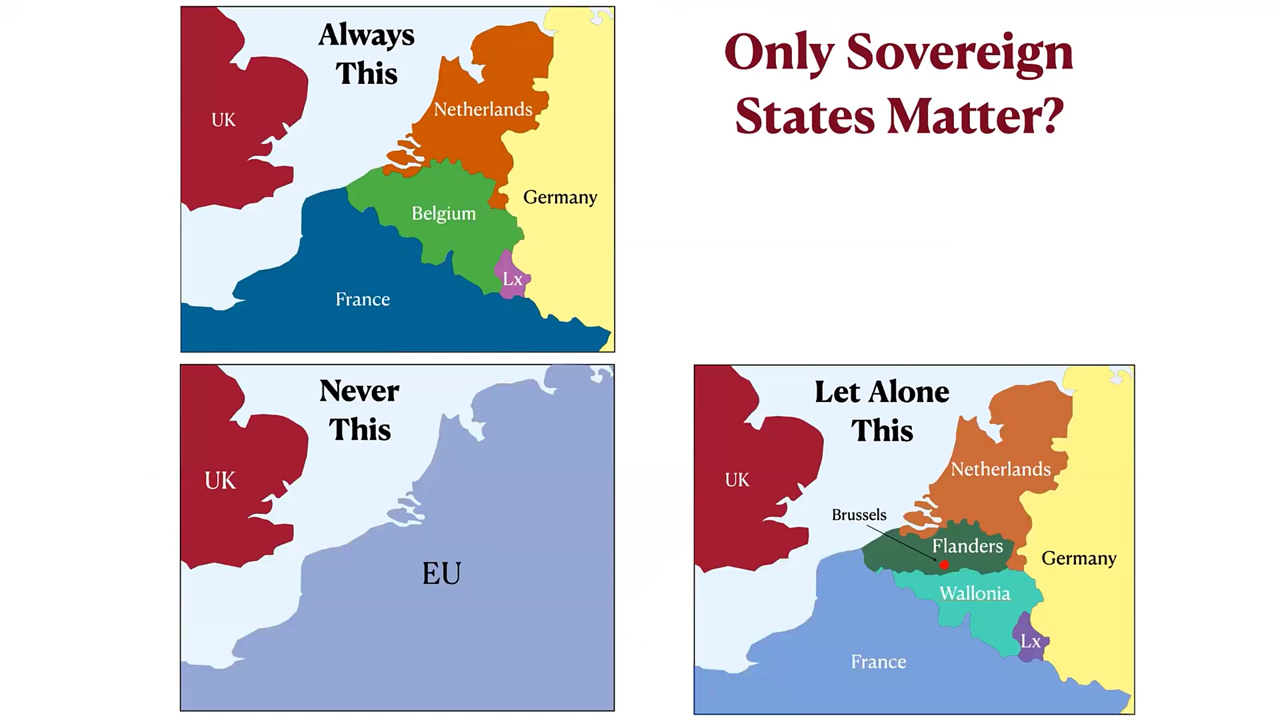 Always
This
UK
Netherlands
Germany
Belgium
Lx
France
Only Sovereign
States Matter?
Never
This
UK
EU
Let Alone
This
UK
Netherlands
Brussels
Flanders
Germany
Wallonia
Lx
France